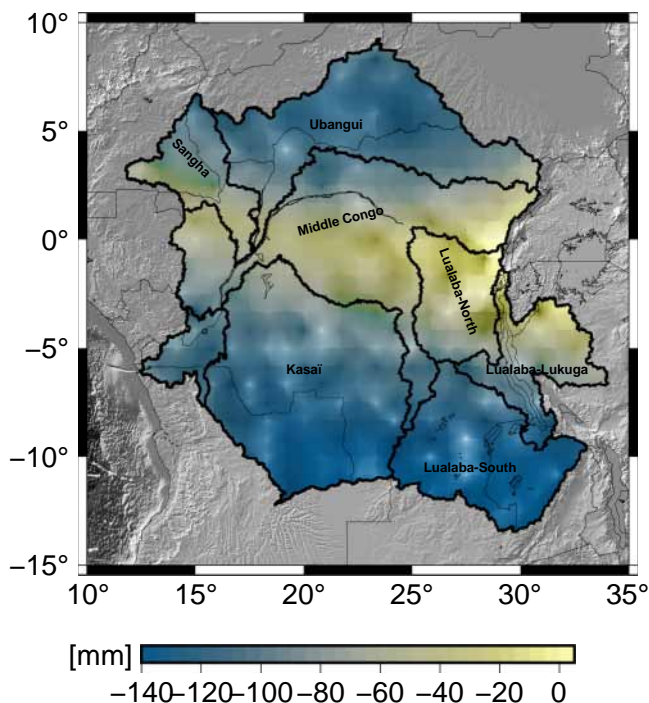 10°
5°
Ubangui
Sangha
Middle Congo
0°
Lualaba-North
−5°
Kasaï
Lualaba-Lukuga
−10°
Lualaba-South
−15°
10° 15° 20° 25° 30° 35°
[mm]
−140 −120 −100 −80 −60 −40 −20 0